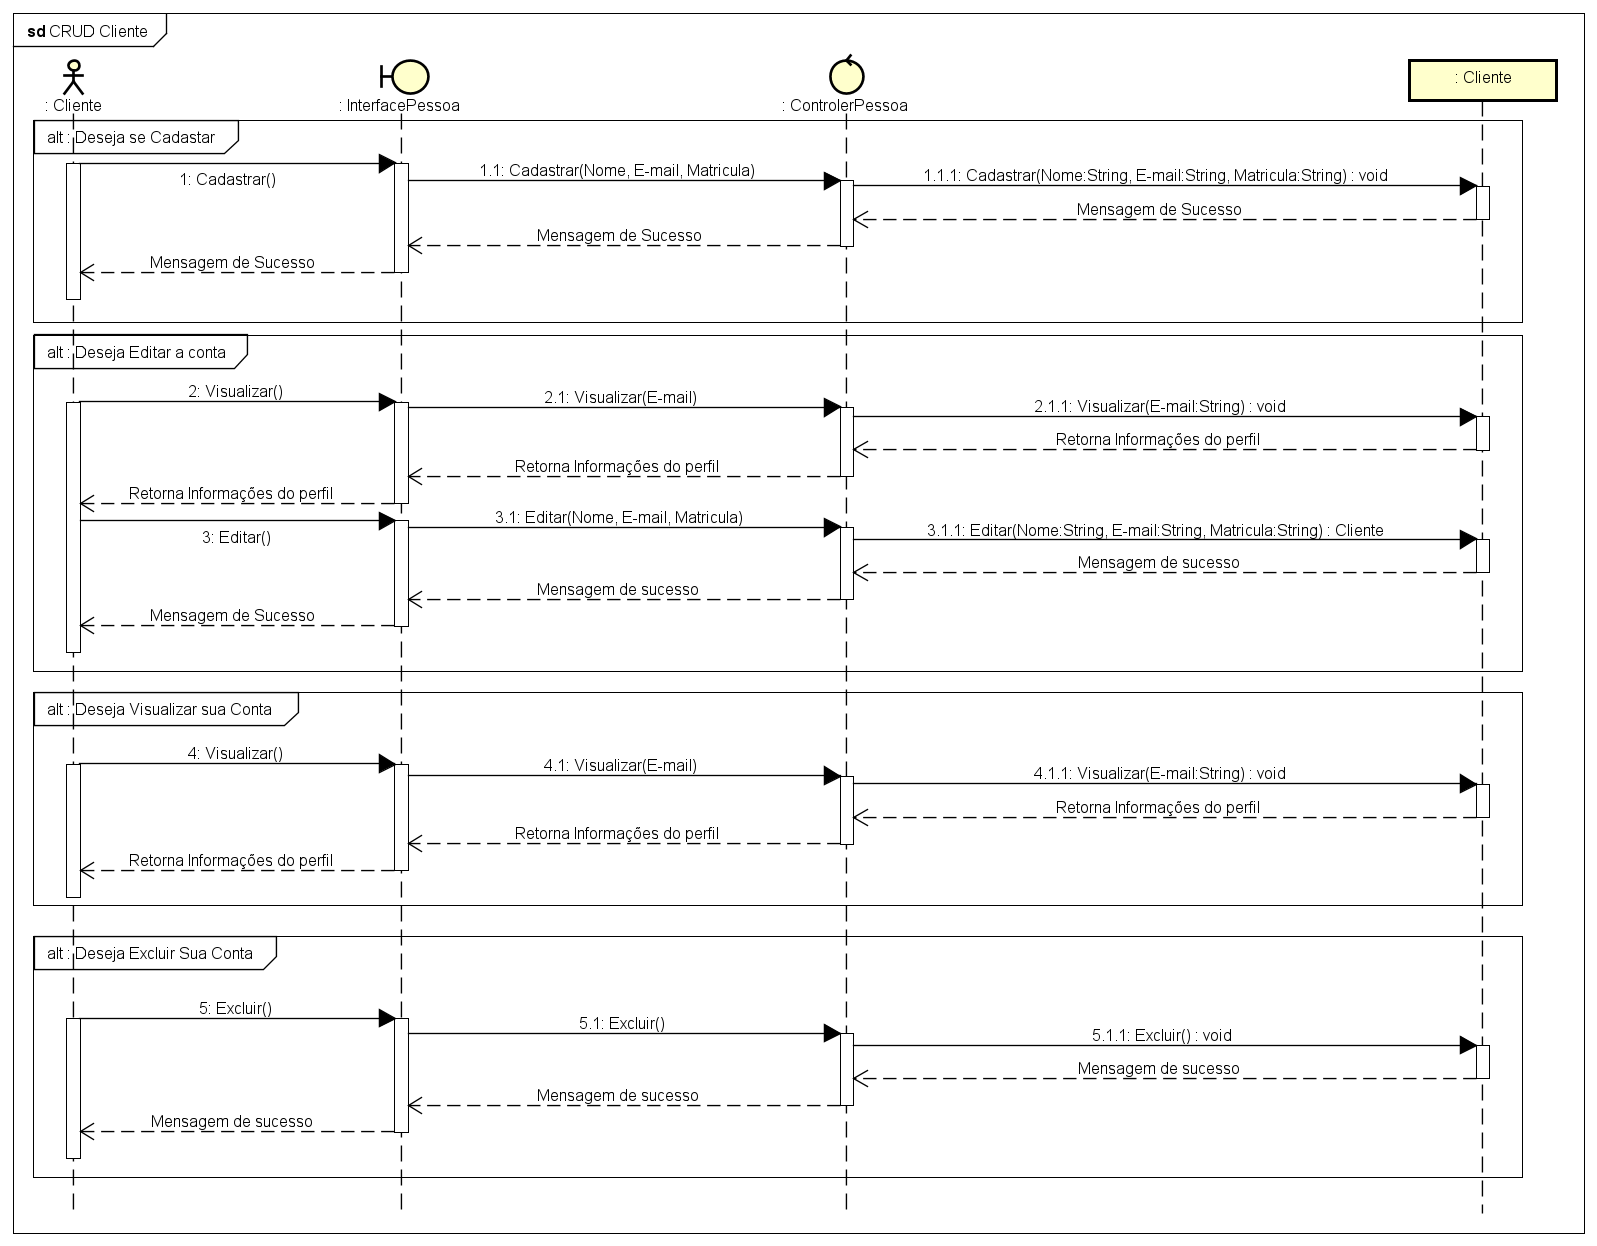 sd CRUD Cliente
: Cliente
: InterfacePessoa
: ControlerPessoa
: Cliente
alt : Deseja se Cadastar
1: Cadastrar()
1.1: Cadastrar(Nome, E-mail, Matricula)
1.1.1: Cadastrar(Nome:String, E-mail:String, Matricula:String) : void
Mensagem de Sucesso
Mensagem de Sucesso
Mensagem de Sucesso
alt : Deseja Editar a conta
2: Visualizar()
2.1: Visualizar(E-mail)
2.1.1: Visualizar(E-mail:String) : void
Retorna Informações do perfil
Retorna Informações do perfil
Retorna Informações do perfil
3: Editar()
3.1: Editar(Nome, E-mail, Matricula)
3.1.1: Editar(Nome:String, E-mail:String, Matricula:String) : Cliente
Mensagem de sucesso
Mensagem de sucesso
Mensagem de Sucesso
alt : Deseja Visualizar sua Conta
4: Visualizar()
4.1: Visualizar(E-mail)
4.1.1: Visualizar(E-mail:String) : void
Retorna Informações do perfil
Retorna Informações do perfil
Retorna Informações do perfil
alt : Deseja Excluir Sua Conta
5: Excluir()
5.1: Excluir()
5.1.1: Excluir() : void
Mensagem de sucesso
Mensagem de sucesso
Mensagem de sucesso